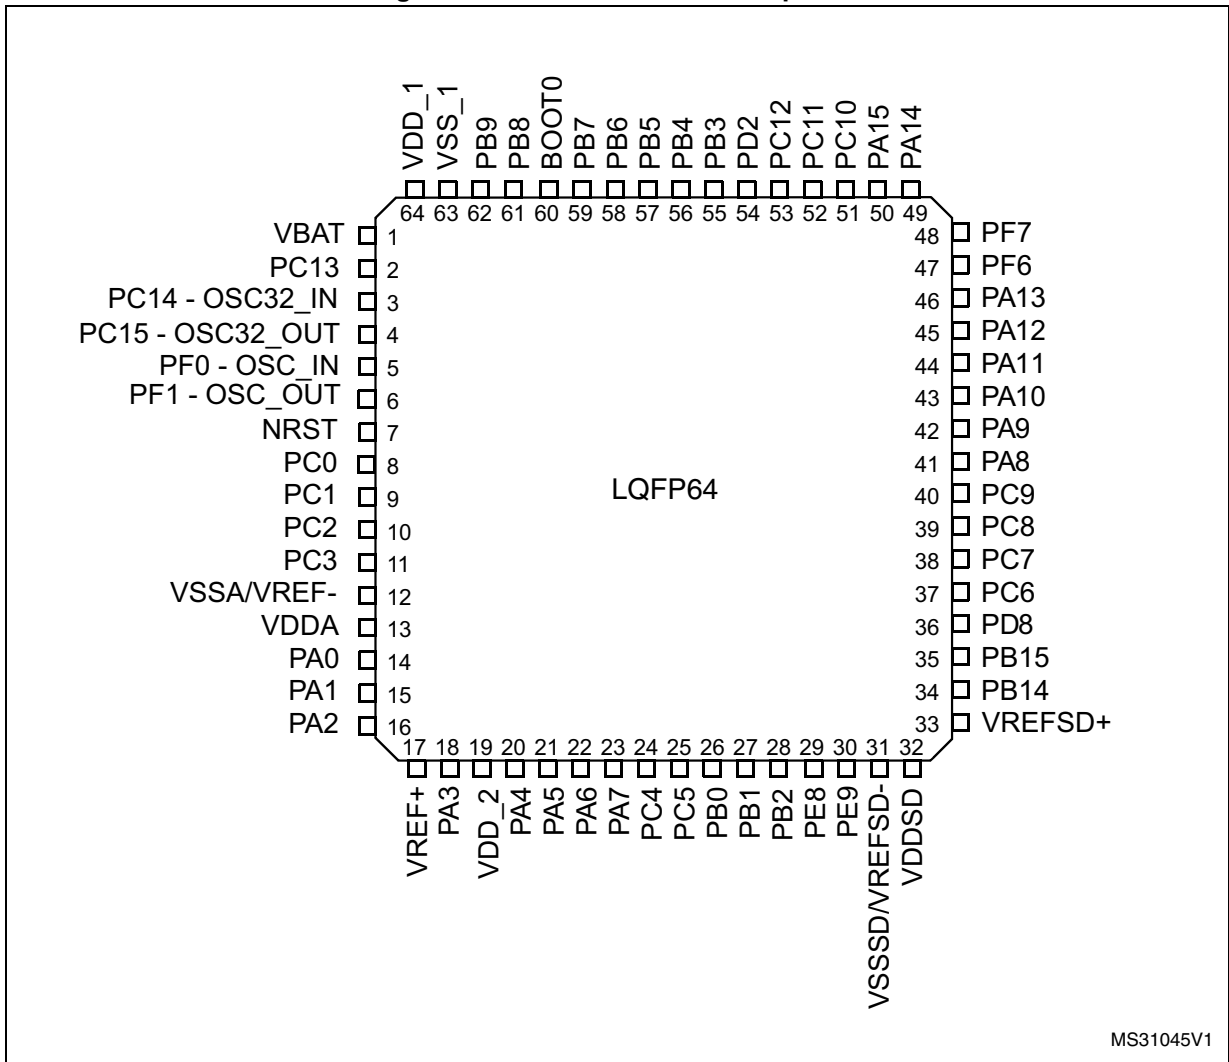 VDD_1
VSS_1
PB9
PB8
BOOT0
PB7
PB6
PB5
PB4
PB3
PD2
PC12
PC11
PC10
PA15
PA14
64 63 62 61 60 59 58 57 56 55 54 53 52 51 50 49
VBAT 1
PC13 2
PC14 - OSC32_IN 3
PC15 - OSC32_OUT 4
PF0 - OSC_IN 5
PF1 - OSC_OUT 6
NRST 7
PC0 8
PC1 9
PC2 10
PC3 11
VSSA/VREF- 12
VDDA 13
PA0 14
PA1 15
PA2 16
LQFP64
48 PF7
47 PF6
46 PA13
45 PA12
44 PA11
43 PA10
42 PA9
41 PA8
40 PC9
39 PC8
38 PC7
37 PC6
36 PD8
35 PB15
34 PB14
33 VREFSD+
17 18 19 20 21 22 23 24 25 26 27 28 29 30 31 32
VREF+
PA3
VDD_2
PA4
PA5
PA6
PA7
PC4
PC5
PB0
PB1
PB2
PE8
PE9
VSSSD/VREFSD-
VDDSD
MS31045V1